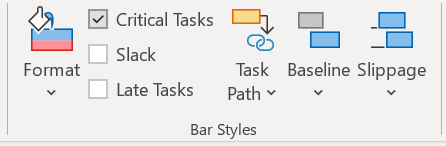 Format
Critical Tasks
Slack
Late Tasks
Task
Path
Baseline
Slippage
Bar Styles